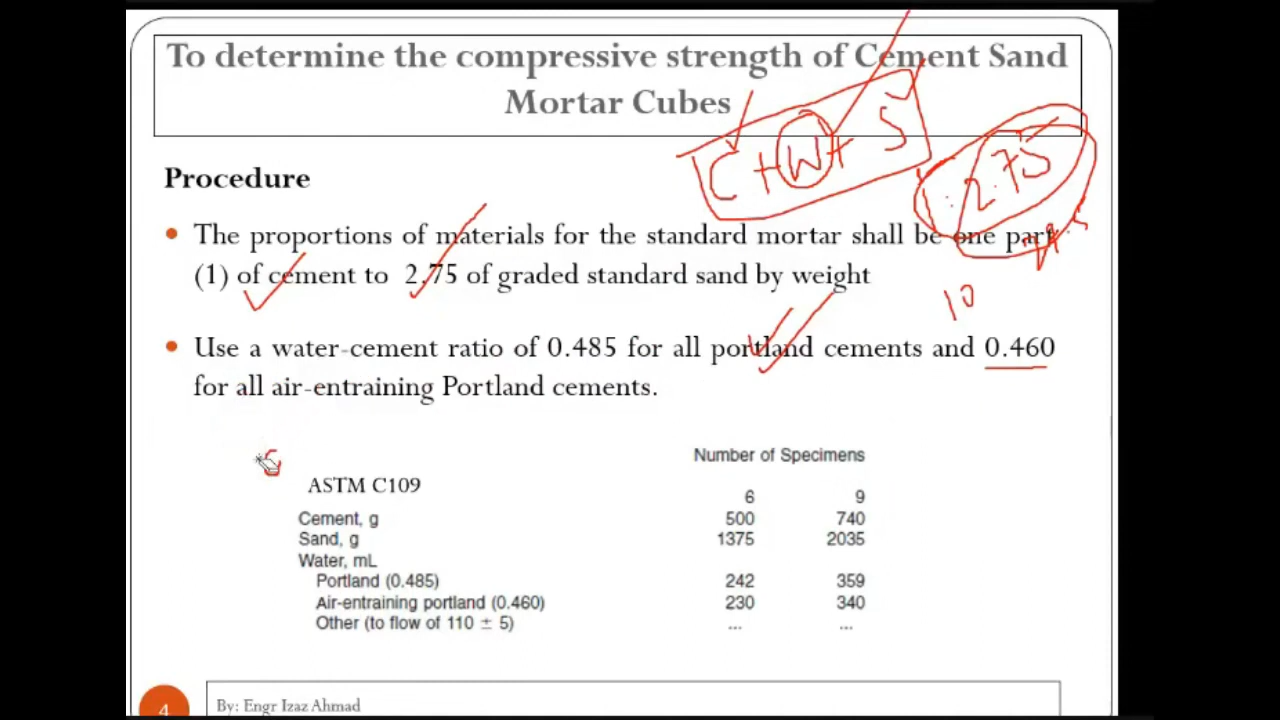 To determine the compressive strength of Cement Sand
Mortar Cubes
C + W + S
2.75
Procedure
The proportions of materials for the standard mortar shall be one part
(1) of cement to 2.75 of graded standard sand by weight
10
Use a water-cement ratio of 0.485 for all portland cements and 0.460
for all air-entraining Portland cements.
Number of Specimens
ASTM C109
6 9
Cement, g 500 740
Sand, g 1375 2035
Water, mL
Portland (0.485) 242 359
Air-entraining portland (0.460) 230 340
Other (to flow of 110 ± 5) ... ...
4
By: Engr Izaz Ahmad